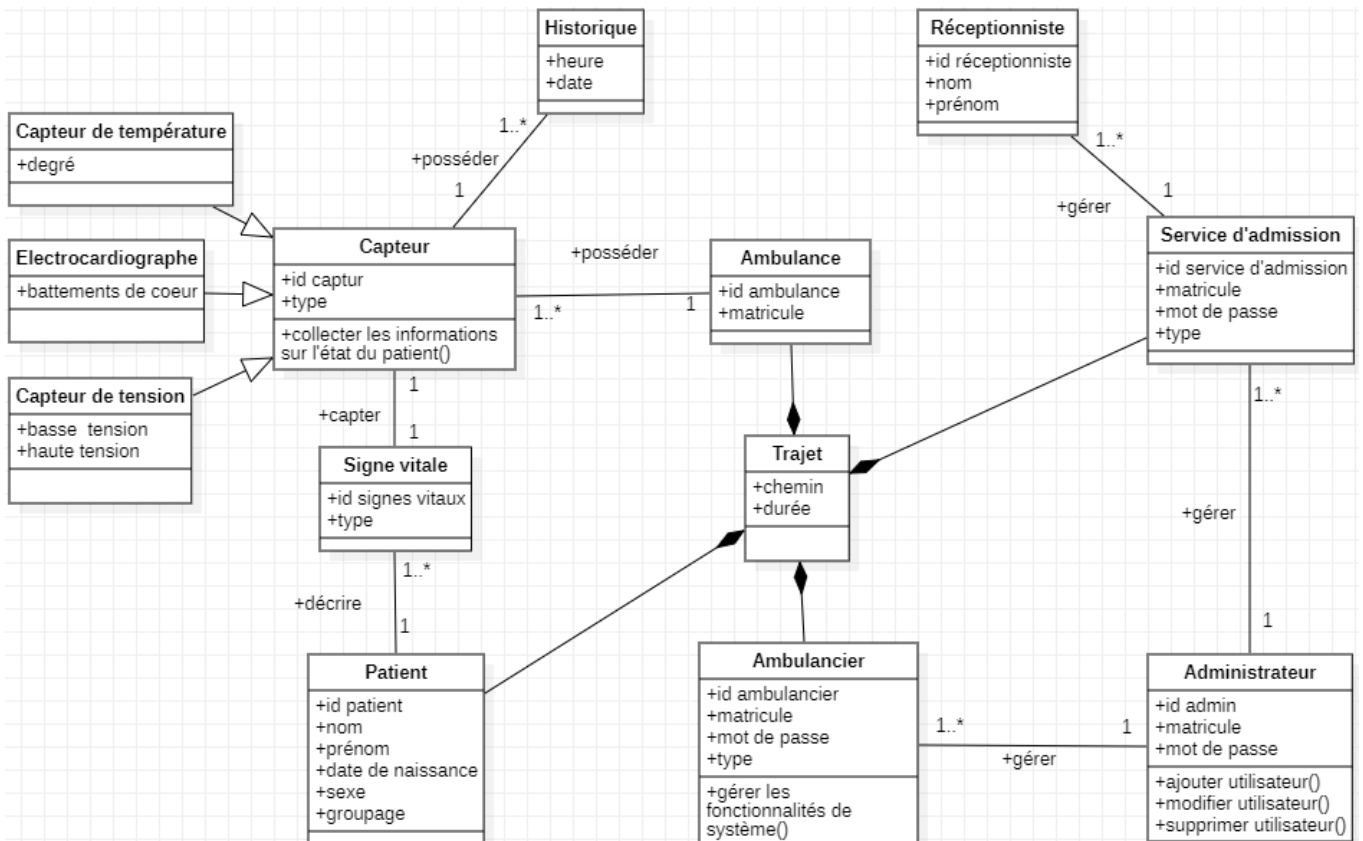 Historique
+heure
+date
Réceptionniste
+id réceptionniste
+nom
+prénom
Capteur de température
+degré
1..*
+posséder
1
1..*
1
+gérer
Electrocardiographe
+battements de coeur
Capteur
+id captur
+type
+collecter les informations
sur l'état du patient()
+posséder
1..*
1
Ambulance
+id ambulance
+matricule
Service d'admission
+id service d'admission
+matricule
+mot de passe
+type
Capteur de tension
+basse tension
+haute tension
1
+capter
1
1..*
+gérer
1
Signe vitale
+id signes vitaux
+type
Trajet
+chemin
+durée
1..*
+décrire
1
Patient
+id patient
+nom
+prénom
+date de naissance
+sexe
+groupage
Ambulancier
+id ambulancier
+matricule
+mot de passe
+type
+gérer les
fonctionnalités de
système()
1..*
1
+gérer
Administrateur
+id admin
+matricule
+mot de passe
+ajouter utilisateur()
+modifier utilisateur()
+supprimer utilisateur()